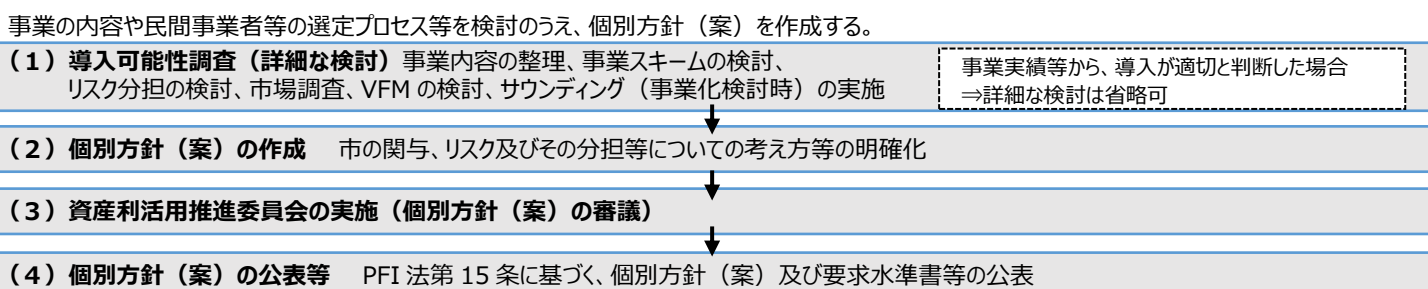 事業の内容や民間事業者等の選定プロセス等を検討のうえ、個別方針（案）を作成する。
（１）導入可能性調査（詳細な検討）事業内容の整理、事業スキームの検討、
リスク分担の検討、市場調査、VFM の検討、サウンディング（事業化検討時）の実施
事業実績等から、導入が適切と判断した場合
⇒詳細な検討は省略可
（２）個別方針（案）の作成　市の関与、リスク及びその分担等についての考え方等の明確化
（３）資産利活用推進委員会の実施（個別方針（案）の審議）
（４）個別方針（案）の公表等　PFI 法第 15 条に基づく、個別方針（案）及び要求水準書等の公表